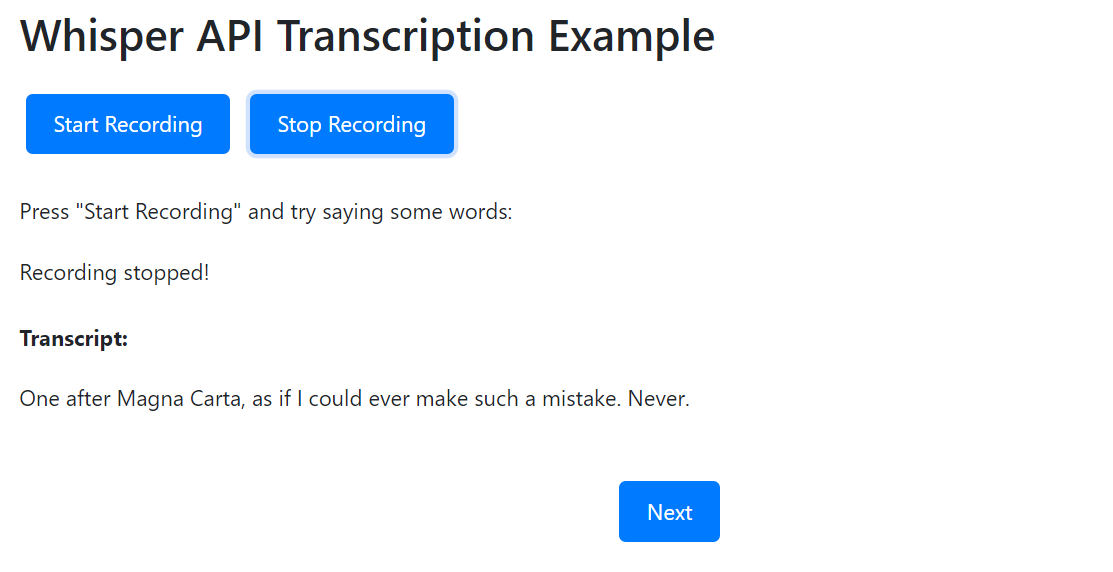 Whisper API Transcription Example
Start Recording Stop Recording
Press "Start Recording" and try saying some words:
Recording stopped!
Transcript:
One after Magna Carta, as if I could ever make such a mistake. Never.
Next